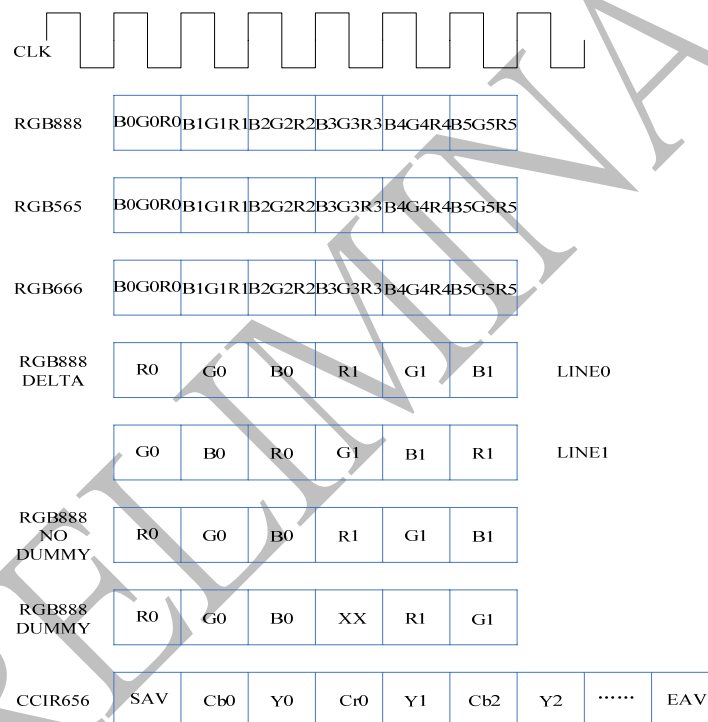 CLK
RGB888 B0G0R0 B1G1R1 B2G2R2 B3G3R3 B4G4R4 B5G5R5
RGB565 B0G0R0 B1G1R1 B2G2R2 B3G3R3 B4G4R4 B5G5R5
RGB666 B0G0R0 B1G1R1 B2G2R2 B3G3R3 B4G4R4 B5G5R5
RGB888
DELTA R0 G0 B0 R1 G1 B1 LINE0
G0 B0 R0 G1 B1 R1 LINE1
RGB888
NO
DUMMY R0 G0 B0 R1 G1 B1
RGB888
DUMMY R0 G0 B0 XX R1 G1
CCIR656 SAV Cb0 Y0 Cr0 Y1 Cb2 Y2 …… EAV
RELIMINA